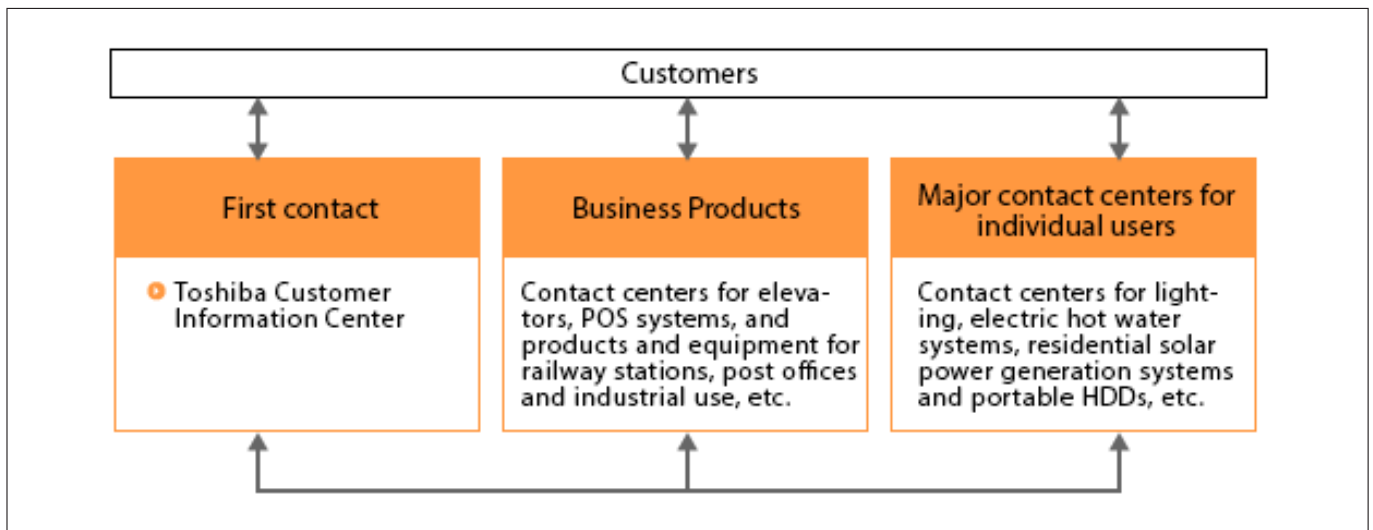 Customers
First contact
Toshiba Customer
Information Center
Business Products
Contact centers for eleva-
tors, POS systems, and
products and equipment for
railway stations, post offices
and industrial use, etc.
Major contact centers for
individual users
Contact centers for light-
ing, electric hot water
systems, residential solar
power generation systems
and portable HDDs, etc.